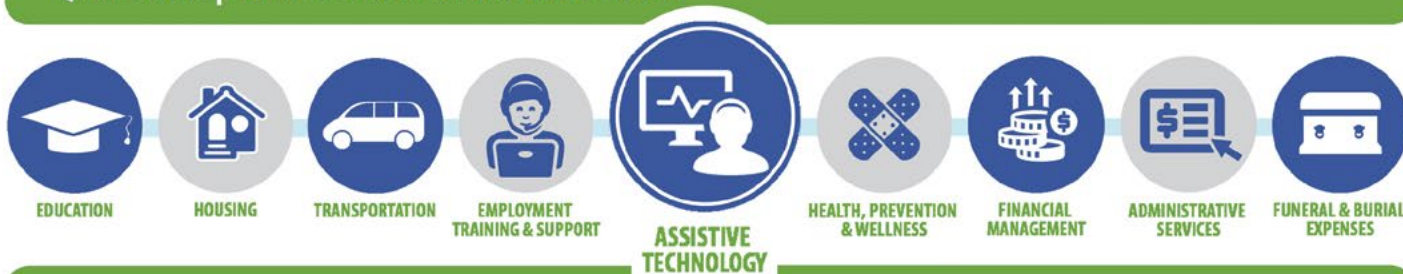 EDUCATION
HOUSING
TRANSPORTATION
EMPLOYMENT
TRAINING & SUPPORT
ASSISTIVE
TECHNOLOGY
HEALTH, PREVENTION
& WELLNESS
FINANCIAL
MANAGEMENT
ADMINISTRATIVE
SERVICES
FUNERAL & BURIAL
EXPENSES